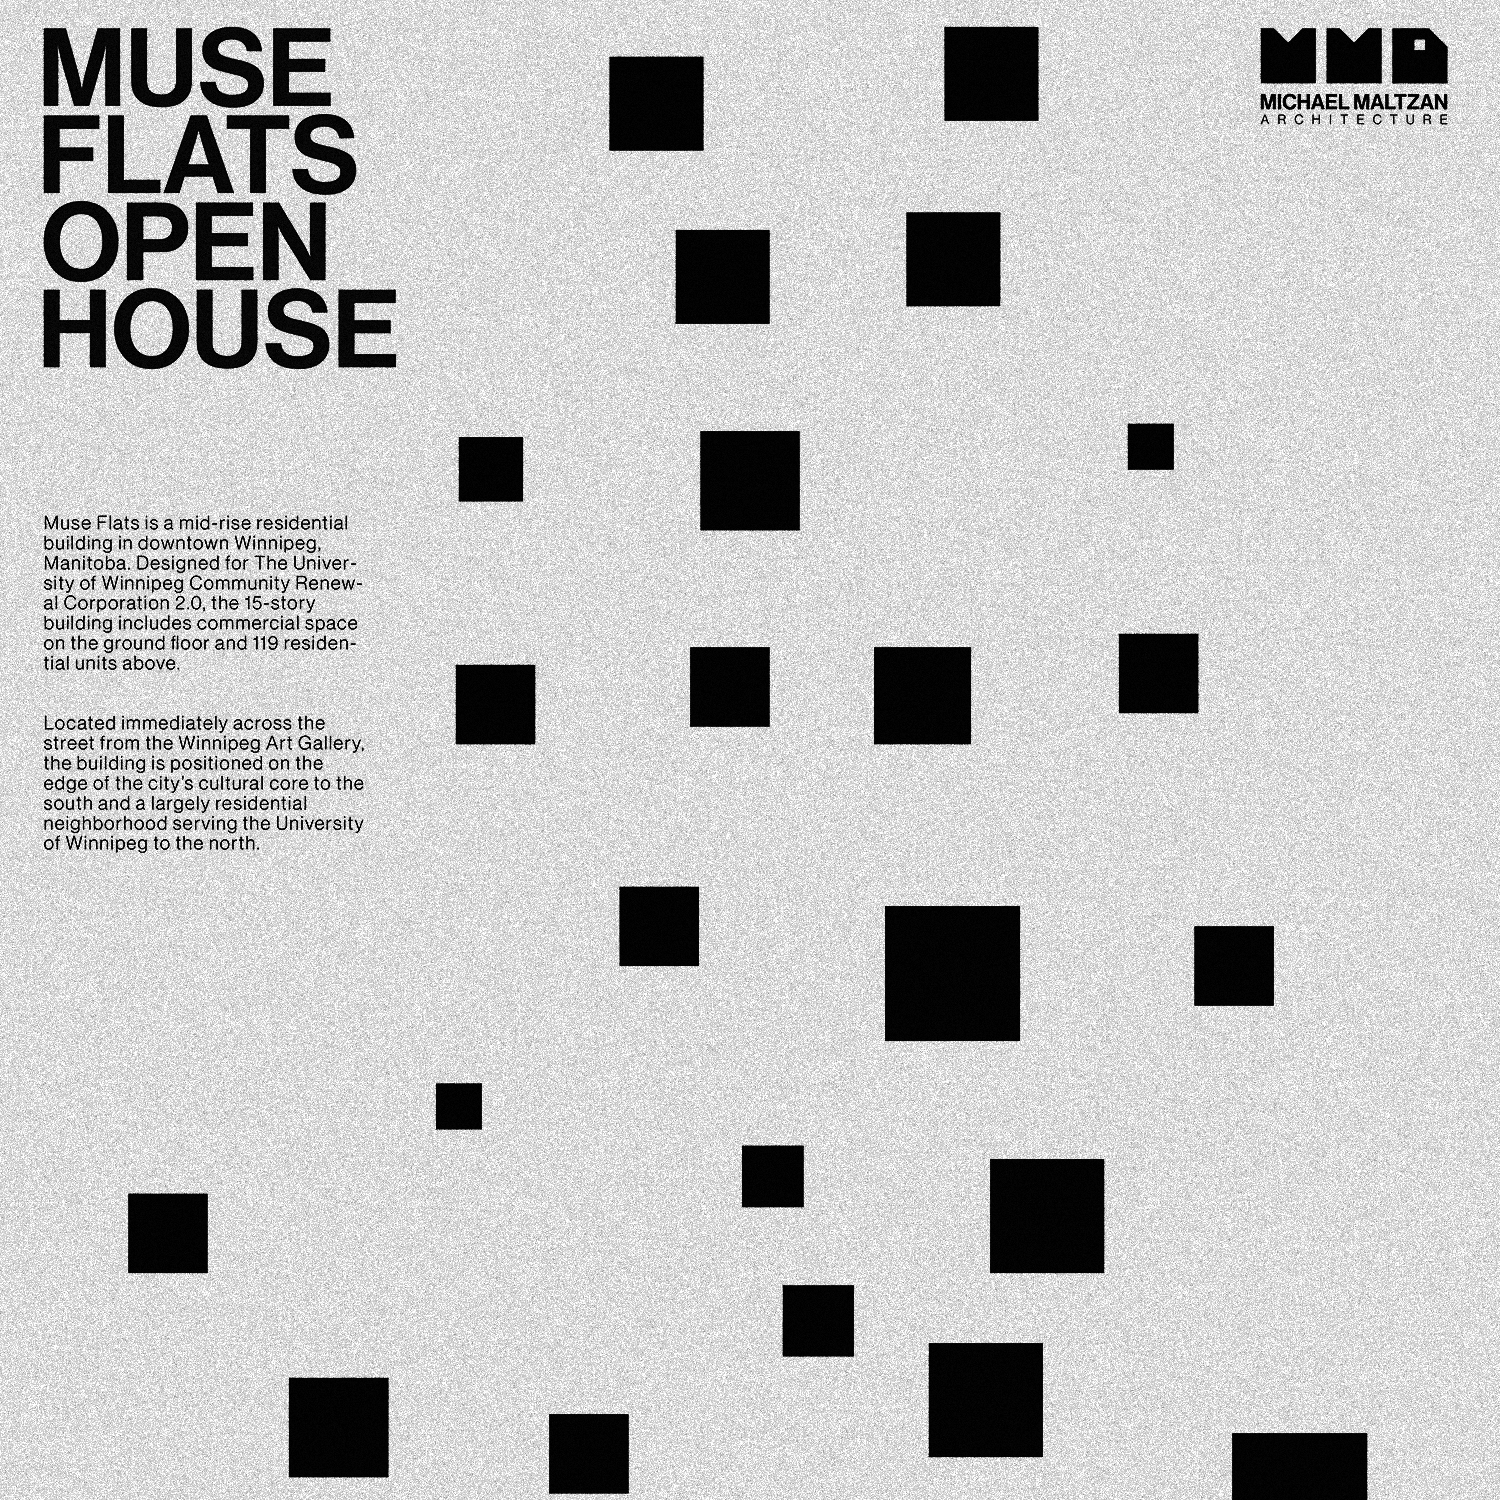 MUSE
FLATS
OPEN
HOUSE
MICHAEL MALTZAN
ARCHITECTURE
Muse Flats is a mid-rise residential
building in downtown Winnipeg,
Manitoba. Designed for The Univer-
sity of Winnipeg Community Renew-
al Corporation 2.0, the 15-story
building includes commercial space
on the ground floor and 119 residen-
tial units above.
Located immediately across the
street from the Winnipeg Art Gallery,
the building is positioned on the
edge of the city's cultural core to the
south and a largely residential
neighborhood serving the University
of Winnipeg to the north.